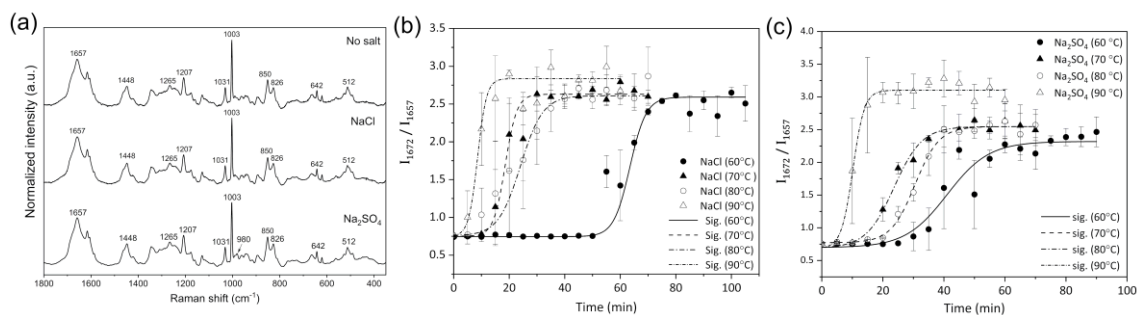 (a)
Normalized intensity (a.u.)
1657
1448
1265
1207
1031
1003
850
826
642
512
No salt
1657
1448
1265
1207
1031
1003
850
826
642
512
NaCl
1657
1448
1265
1207
1031
1003
980
850
826
642
512
Na₂SO₄
1800 1600 1400 1200 1000 800 600 400
Raman shift (cm⁻¹)
(b)
I₁₆₇₂ / I₁₆₅₇
3.5
3.0
2.5
2.0
1.5
1.0
0.5
NaCl (60°C)
NaCl (70°C)
NaCl (80°C)
NaCl (90°C)
Sig. (60°C)
Sig. (70°C)
Sig. (80°C)
Sig. (90°C)
0 20 40 60 80 100
Time (min)
(c)
I₁₆₇₂ / I₁₆₅₇
4.0
3.5
3.0
2.5
2.0
1.5
1.0
0.5
Na₂SO₄ (60 °C)
Na₂SO₄ (70 °C)
Na₂SO₄ (80 °C)
Na₂SO₄ (90 °C)
sig. (60°C)
sig. (70°C)
sig. (80°C)
sig. (90°C)
0 20 40 60 80 100
Time (min)